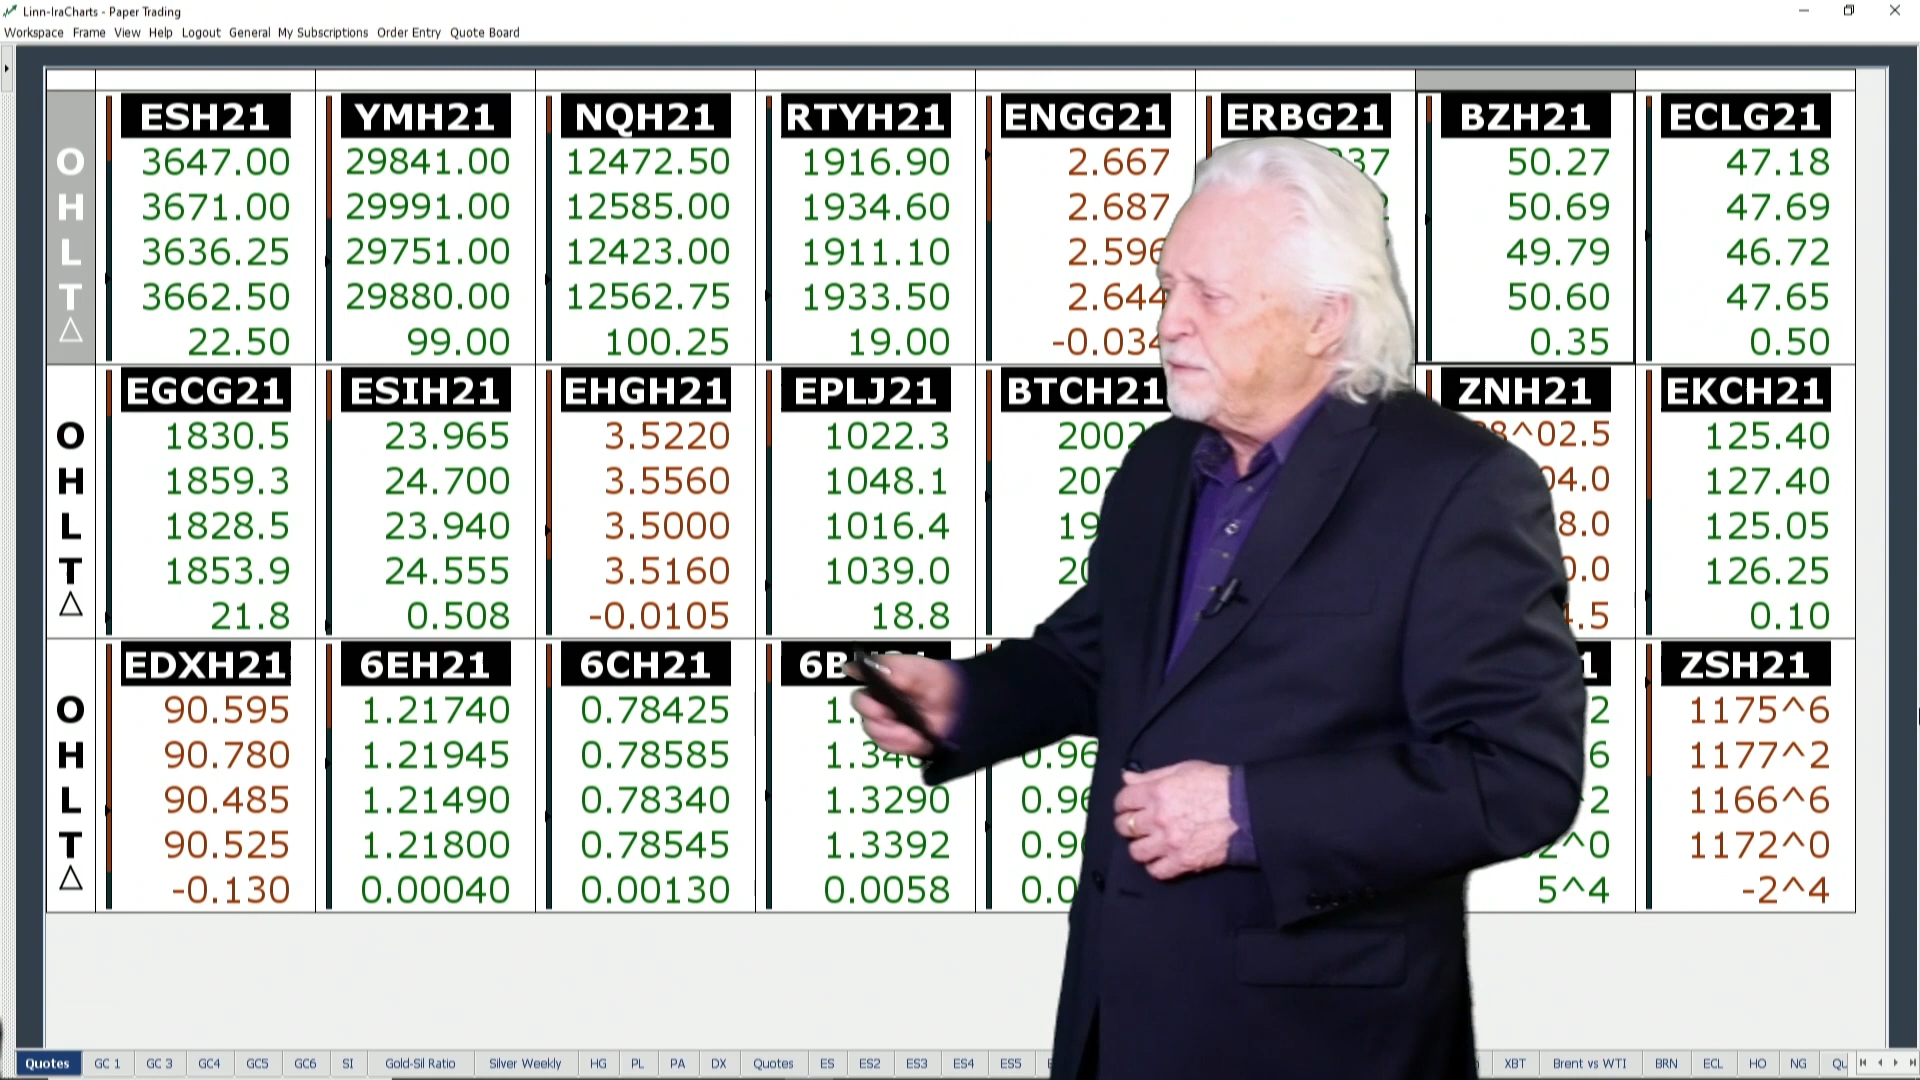 Linn-IraCharts - Paper Trading
Workspace Frame View Help Logout General My Subscriptions Order Entry Quote Board
ESH21 YMH21 NQH21 RTYH21 ENGG21 ERBG21 BZH21 ECLG21
O 3647.00 29841.00 12472.50 1916.90 2.667 50.27 47.18
H 3671.00 29991.00 12585.00 1934.60 2.687 50.69 47.69
L 3636.25 29751.00 12423.00 1911.10 2.596 49.79 46.72
T 3662.50 29880.00 12562.75 1933.50 2.644 50.60 47.65
△ 22.50 99.00 100.25 19.00 -0.034 0.35 0.50
EGCG21 ESIH21 EHGH21 EPLJ21 BTCH21 ZNH21 EKCH21
O 1830.5 23.965 3.5220 1022.3 125.40
H 1859.3 24.700 3.5560 1048.1 127.40
L 1828.5 23.940 3.5000 1016.4 125.05
T 1853.9 24.555 3.5160 1039.0 126.25
△ 21.8 0.508 -0.0105 18.8 0.10
EDXH21 6EH21 6CH21 ZSH21
O 90.595 1.21740 0.78425 1175^6
H 90.780 1.21945 0.78585 1177^2
L 90.485 1.21490 0.78340 1.3290 1166^6
T 90.525 1.21800 0.78545 1.3392 1172^0
△ -0.130 0.00040 0.00130 0.0058 5^4 -2^4
Quotes GC 1 GC 3 GC4 GC5 GC6 SI Gold-Sil Ratio Silver Weekly HG PL PA DX Quotes ES ES2 ES3 ES4 ES5 XBT Brent vs WTI BRN ECL HO NG